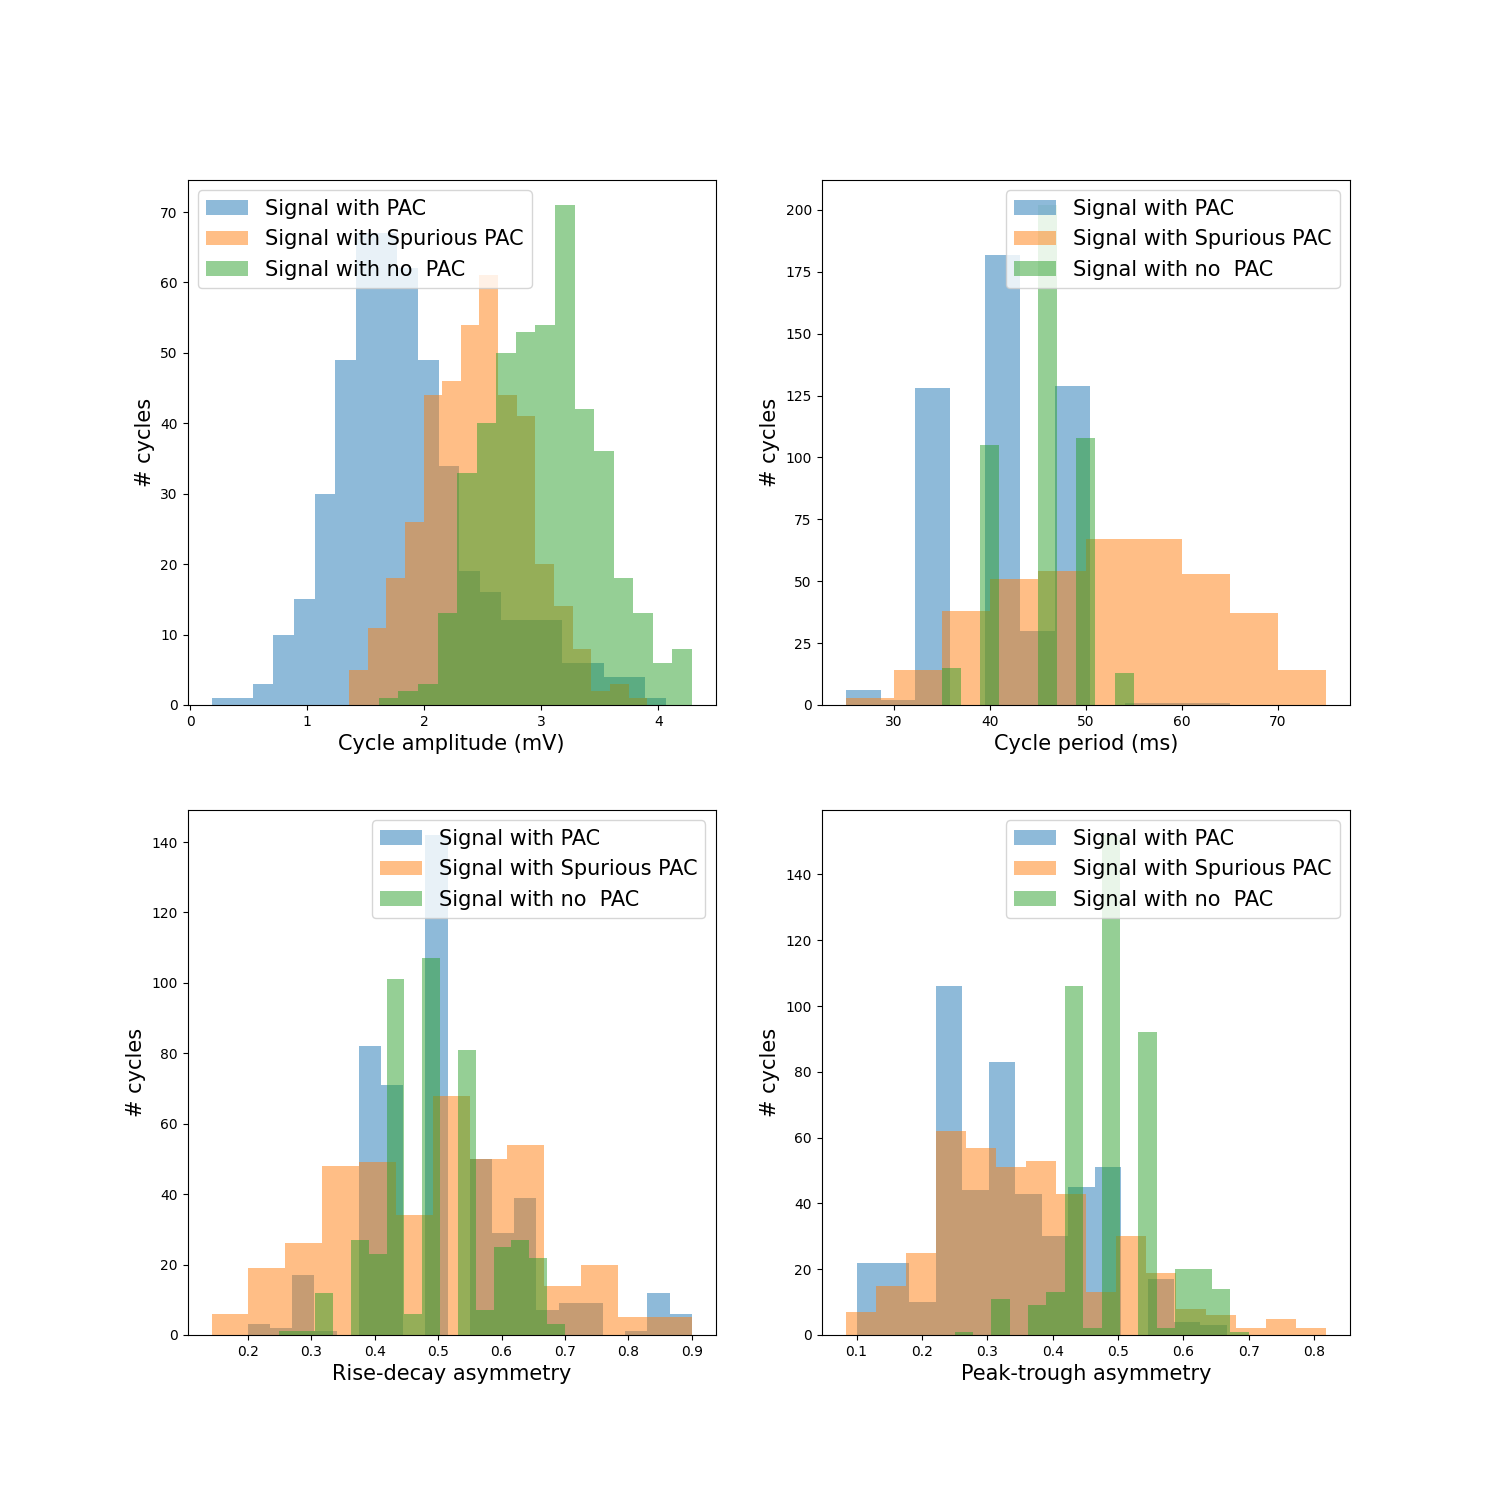 Signal with PAC
Signal with Spurious PAC
Signal with no  PAC
70
60
50
40
30
20
10
0
# cycles
0 1 2 3 4
Cycle amplitude (mV)
Signal with PAC
Signal with Spurious PAC
Signal with no  PAC
200
175
150
125
100
75
50
25
0
# cycles
30 40 50 60 70
Cycle period (ms)
Signal with PAC
Signal with Spurious PAC
Signal with no  PAC
140
120
100
80
60
40
20
0
# cycles
0.2 0.3 0.4 0.5 0.6 0.7 0.8 0.9
Rise-decay asymmetry
Signal with PAC
Signal with Spurious PAC
Signal with no  PAC
140
120
100
80
60
40
20
0
# cycles
0.1 0.2 0.3 0.4 0.5 0.6 0.7 0.8
Peak-trough asymmetry